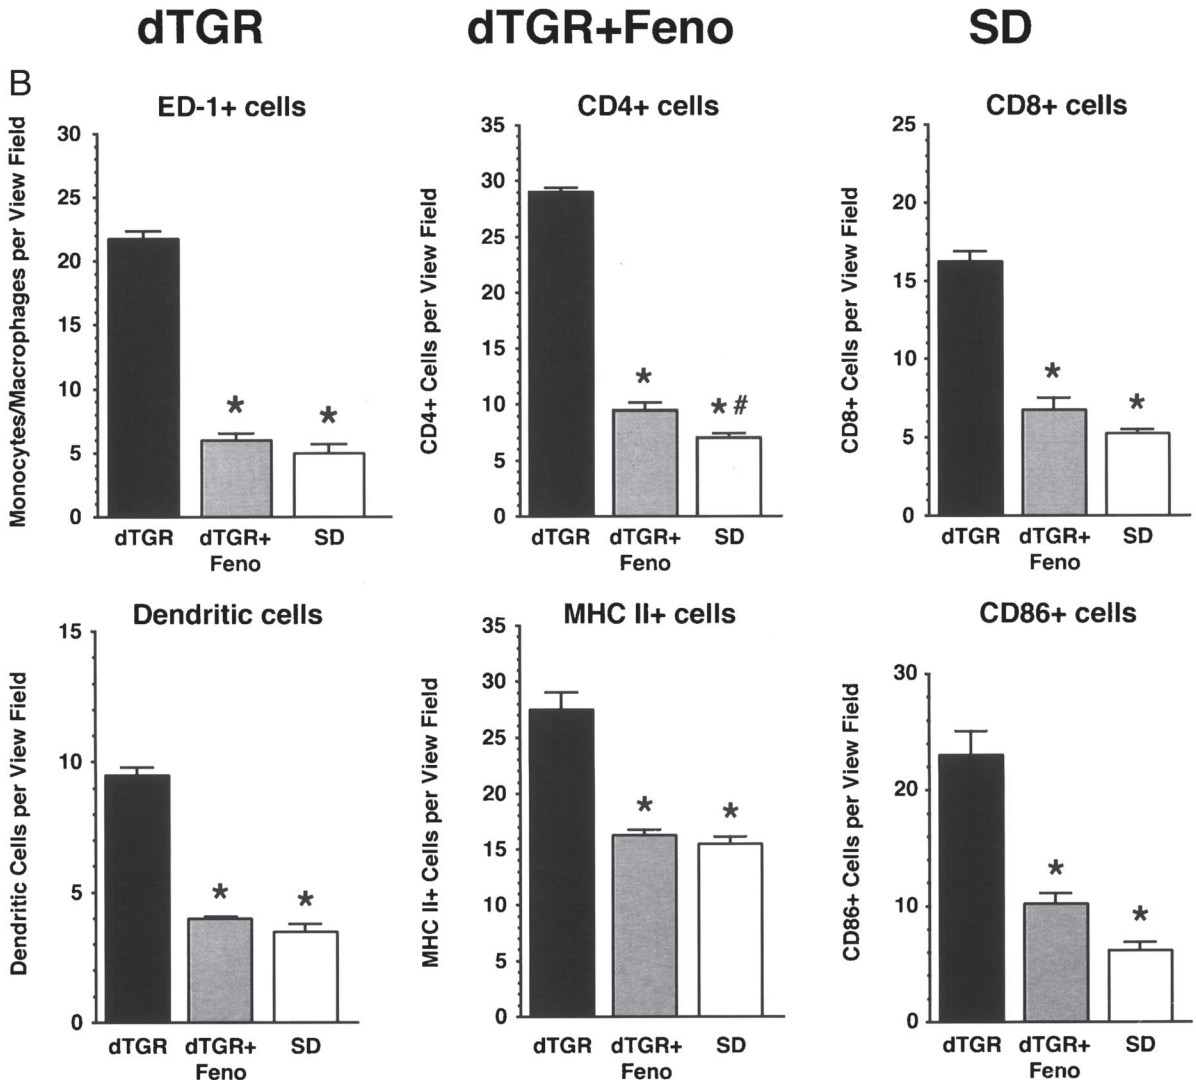 dTGR dTGR+Feno SD
B
ED-1+ cells
Monocytes/Macrophages per View Field
30
25
20
15
10
5
0
*
*
dTGR dTGR+ SD
Feno
CD4+ cells
CD4+ Cells per View Field
35
30
25
20
15
10
5
0
*
* #
dTGR dTGR+ SD
Feno
CD8+ cells
CD8+ Cells per View Field
25
20
15
10
5
0
*
*
dTGR dTGR+ SD
Feno
Dendritic cells
Dendritic Cells per View Field
15
10
5
0
*
*
dTGR dTGR+ SD
Feno
MHC II+ cells
MHC II+ Cells per View Field
35
30
25
20
15
10
5
0
*
*
dTGR dTGR+ SD
Feno
CD86+ cells
CD86+ Cells per View Field
30
20
10
0
*
*
dTGR dTGR+ SD
Feno